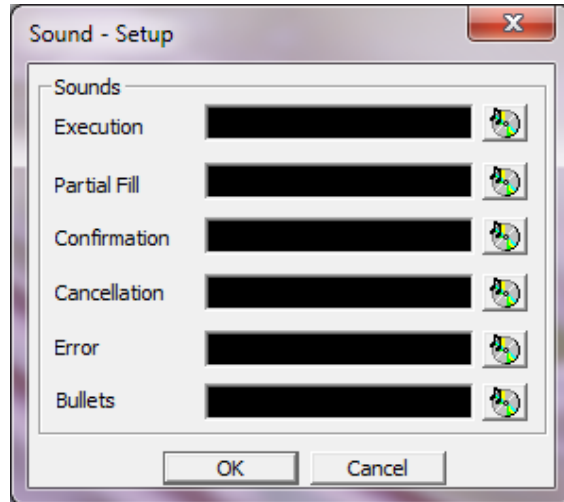 Sound - Setup
Sounds
Execution
Partial Fill
Confirmation
Cancellation
Error
Bullets
OK Cancel